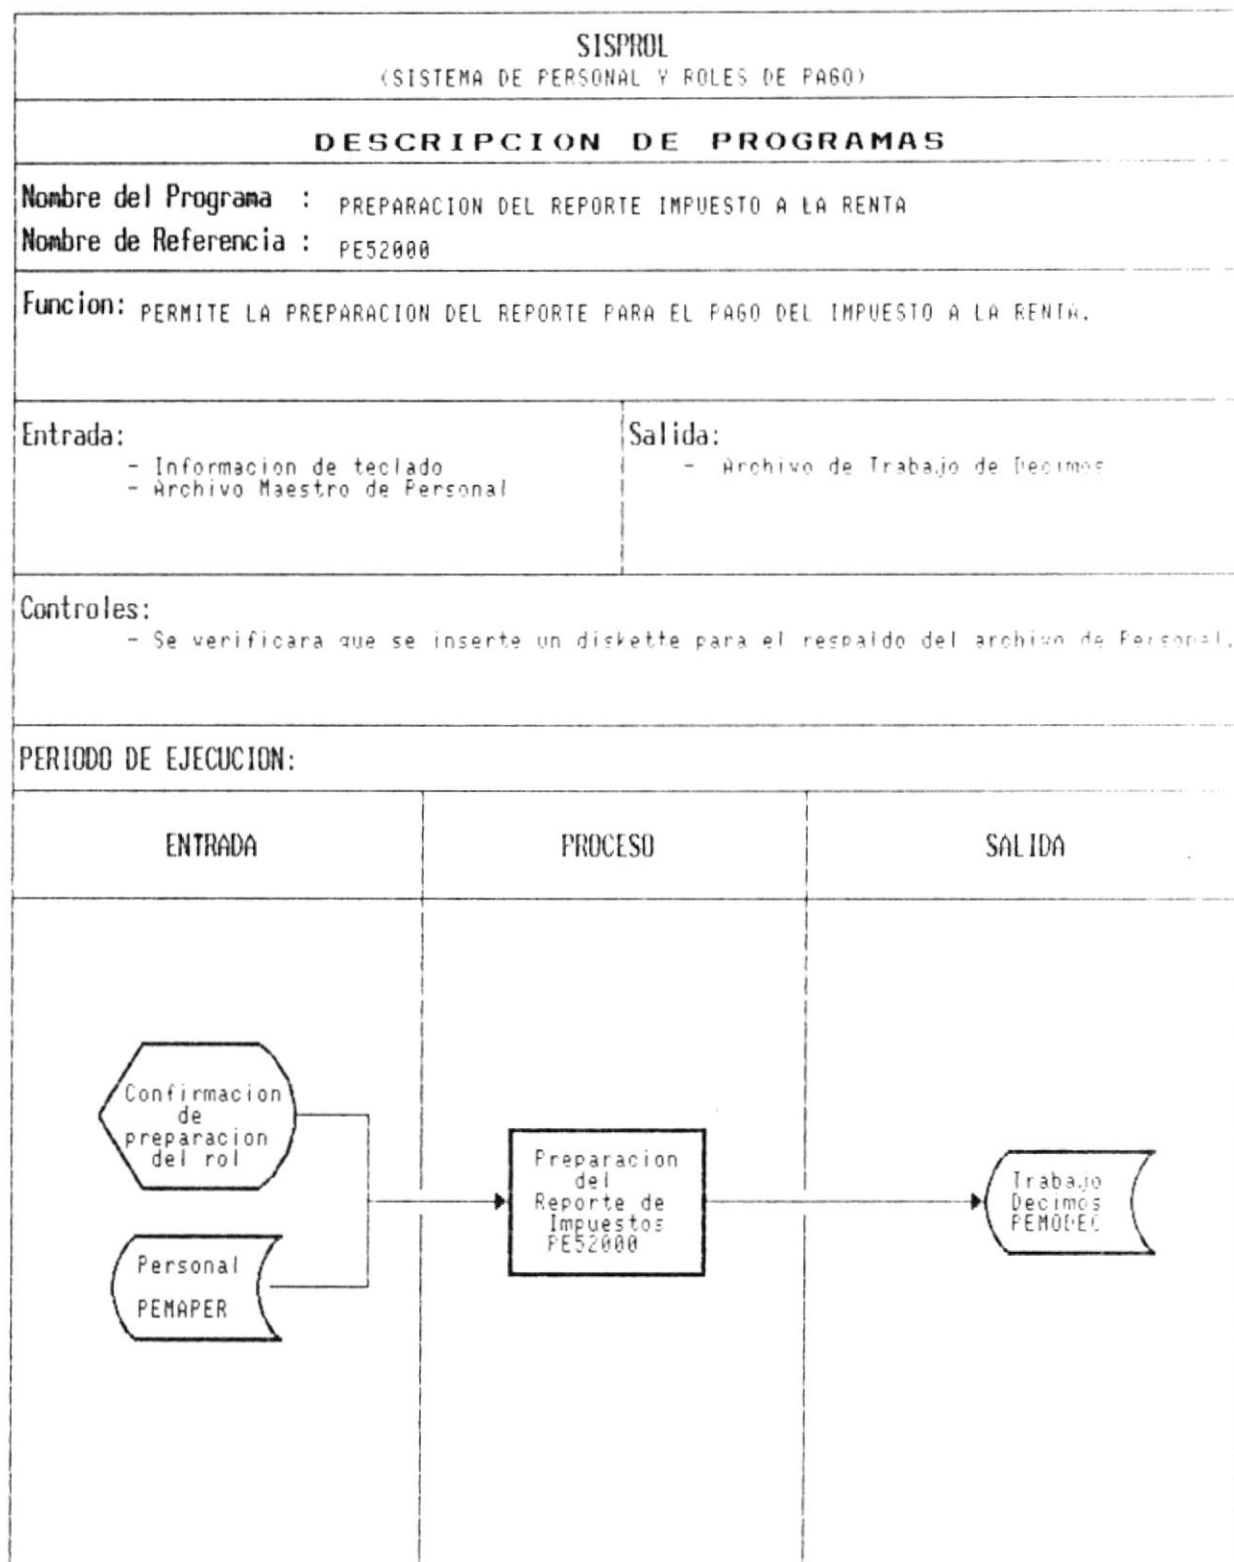 SISPROL
(SISTEMA DE PERSONAL Y ROLES DE PAGO)
DESCRIPCION DE PROGRAMAS
Nombre del Programa : PREPARACION DEL REPORTE IMPUESTO A LA RENTA
Nombre de Referencia : PE52000
Funcion: PERMITE LA PREPARACION DEL REPORTE PARA EL PAGO DEL IMPUESTO A LA RENTA.
Entrada:
- Informacion de teclado
- Archivo Maestro de Personal
Salida:
- Archivo de Trabajo de Decimos
Controles:
- Se verificara que se inserte un diskette para el respaldo del archivo de Personal.
PERIODO DE EJECUCION:
ENTRADA
PROCESO
SALIDA
Confirmacion
de
preparacion
del rol
Personal
PEMAPER
Preparacion
del
Reporte de
Impuestos
PE52000
Trabajo
Decimos
PEMODEC